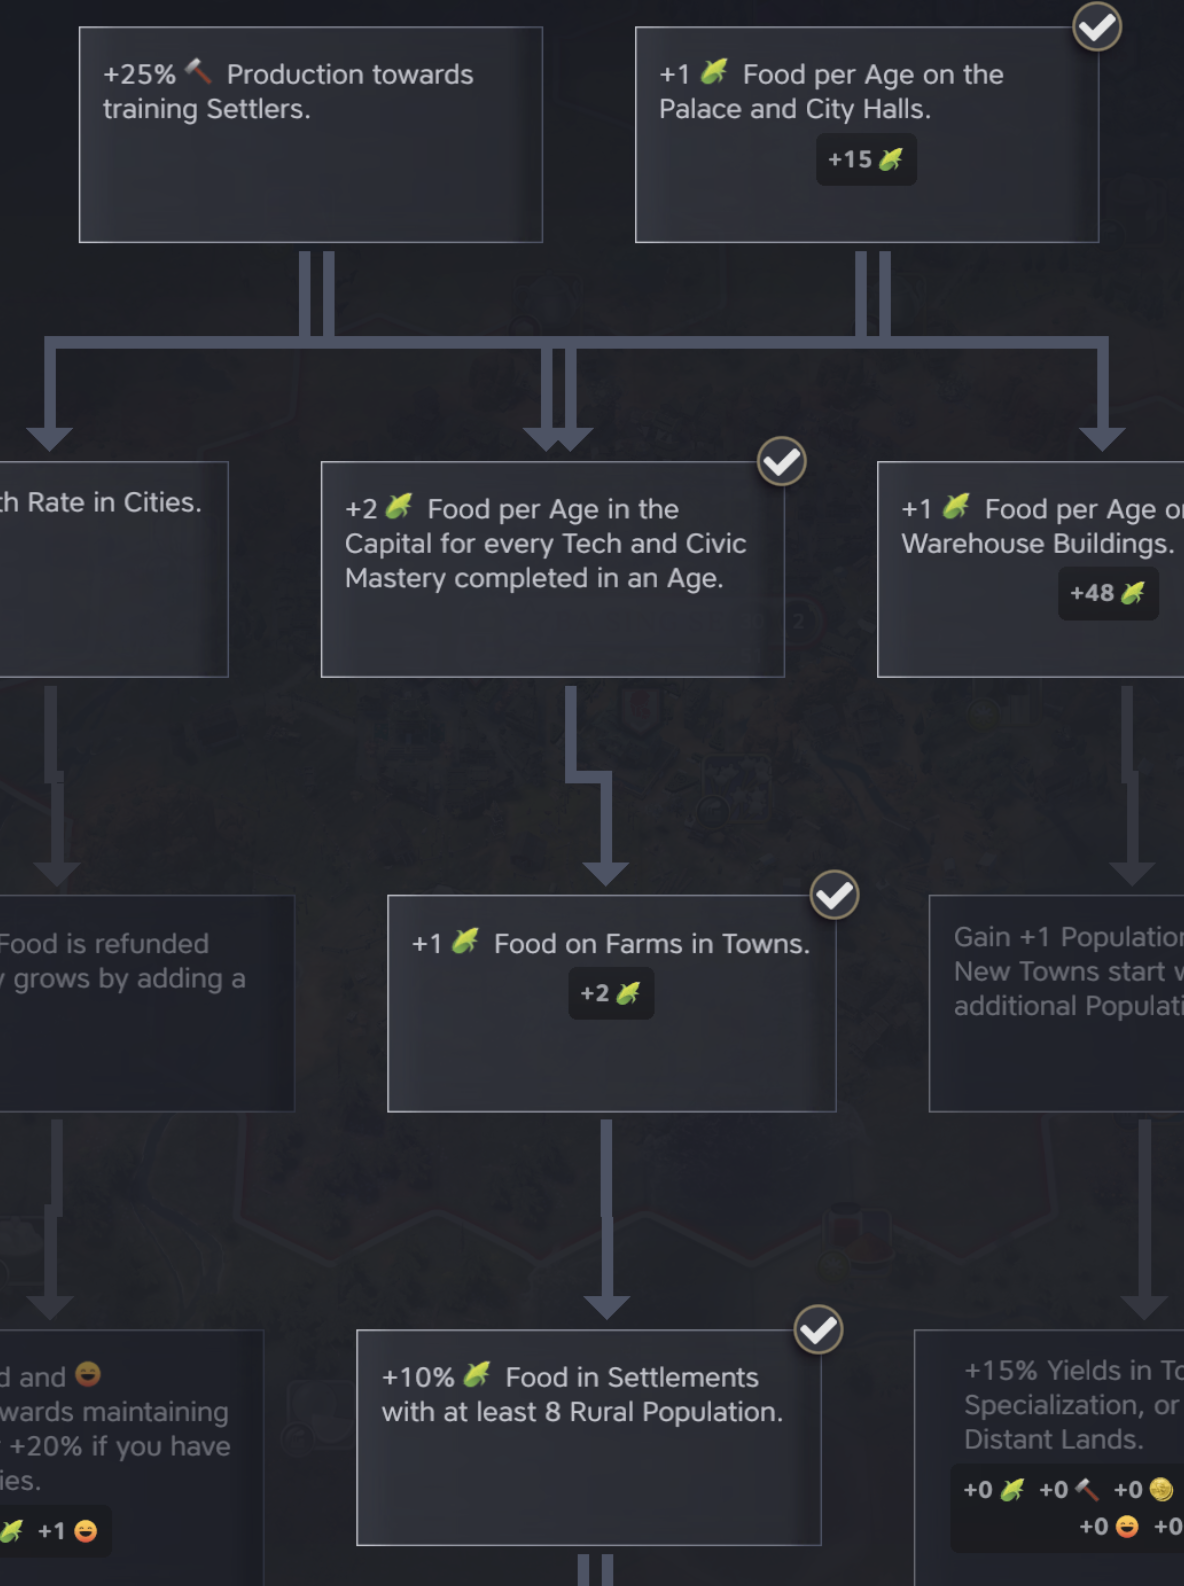 +25% Production towards
training Settlers.
+1 Food per Age on the
Palace and City Halls.
+15
th Rate in Cities.
+2 Food per Age in the
Capital for every Tech and Civic
Mastery completed in an Age.
+1 Food per Age on
Warehouse Buildings.
+48
Food is refunded
y grows by adding a
+1 Food on Farms in Towns.
+2
Gain +1 Population
New Towns start w
additional Populati
d and
wards maintaining
+20% if you have
ies.
+1
+10% Food in Settlements
with at least 8 Rural Population.
+15% Yields in To
Specialization, or
Distant Lands.
+0 +0 +0
+0 +0